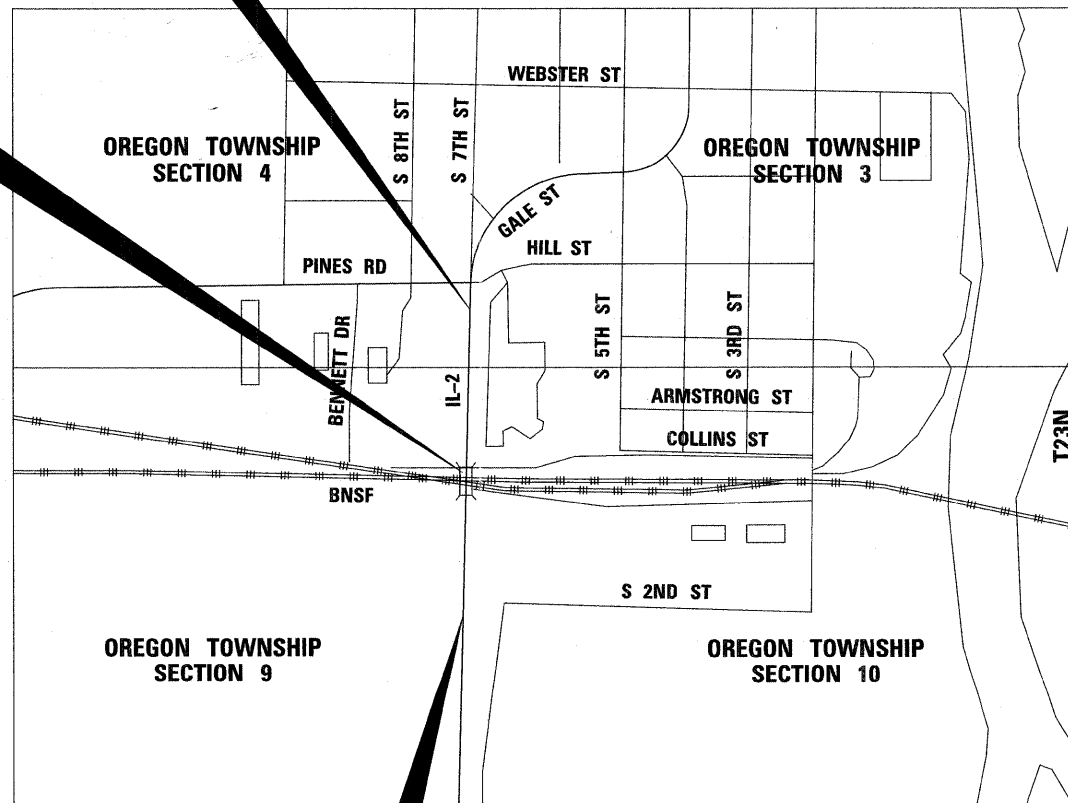 WEBSTER ST
S 8TH ST
S 7TH ST
OREGON TOWNSHIP
SECTION 4
OREGON TOWNSHIP
SECTION 3
GALE ST
HILL ST
PINES RD
BENNETT DR
IL-2
S 5TH ST
S 3RD ST
ARMSTRONG ST
COLLINS ST
T23N
BNSF
S 2ND ST
OREGON TOWNSHIP
SECTION 9
OREGON TOWNSHIP
SECTION 10